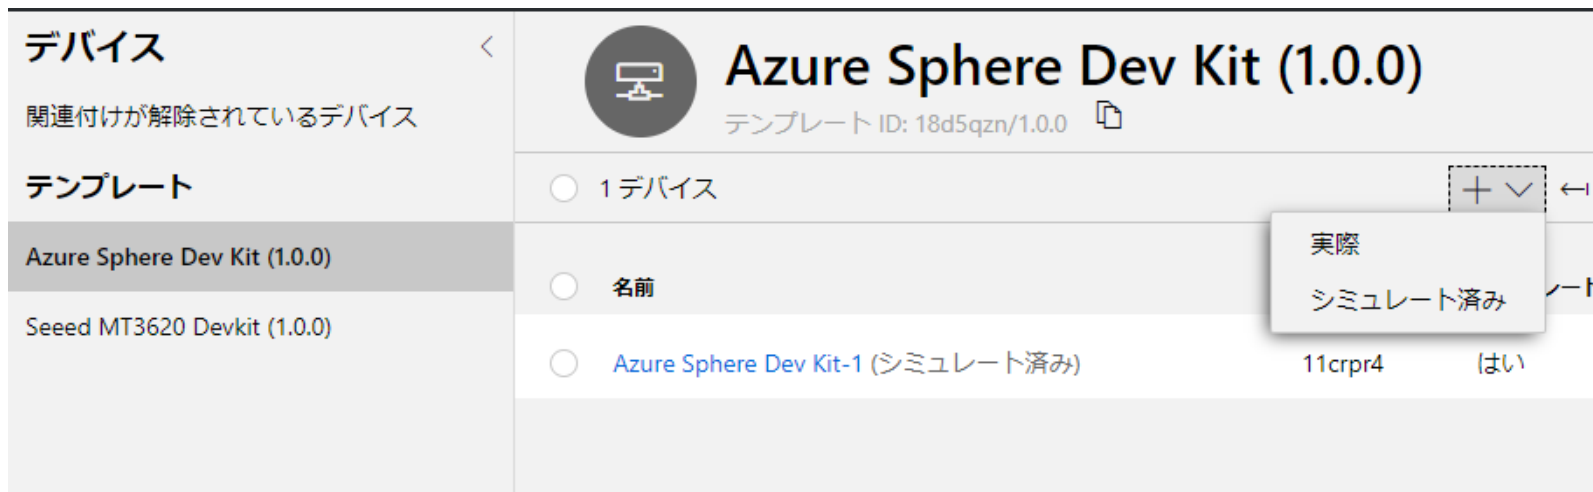 デバイス
関連付けが解除されているデバイス
テンプレート
Azure Sphere Dev Kit (1.0.0)
Seeed MT3620 Devkit (1.0.0)
Azure Sphere Dev Kit (1.0.0)
テンプレート ID: 18d5qzn/1.0.0
1 デバイス
実際
シミュレート済み
名前
レート
Azure Sphere Dev Kit-1 (シミュレート済み) 11crpr4 はい